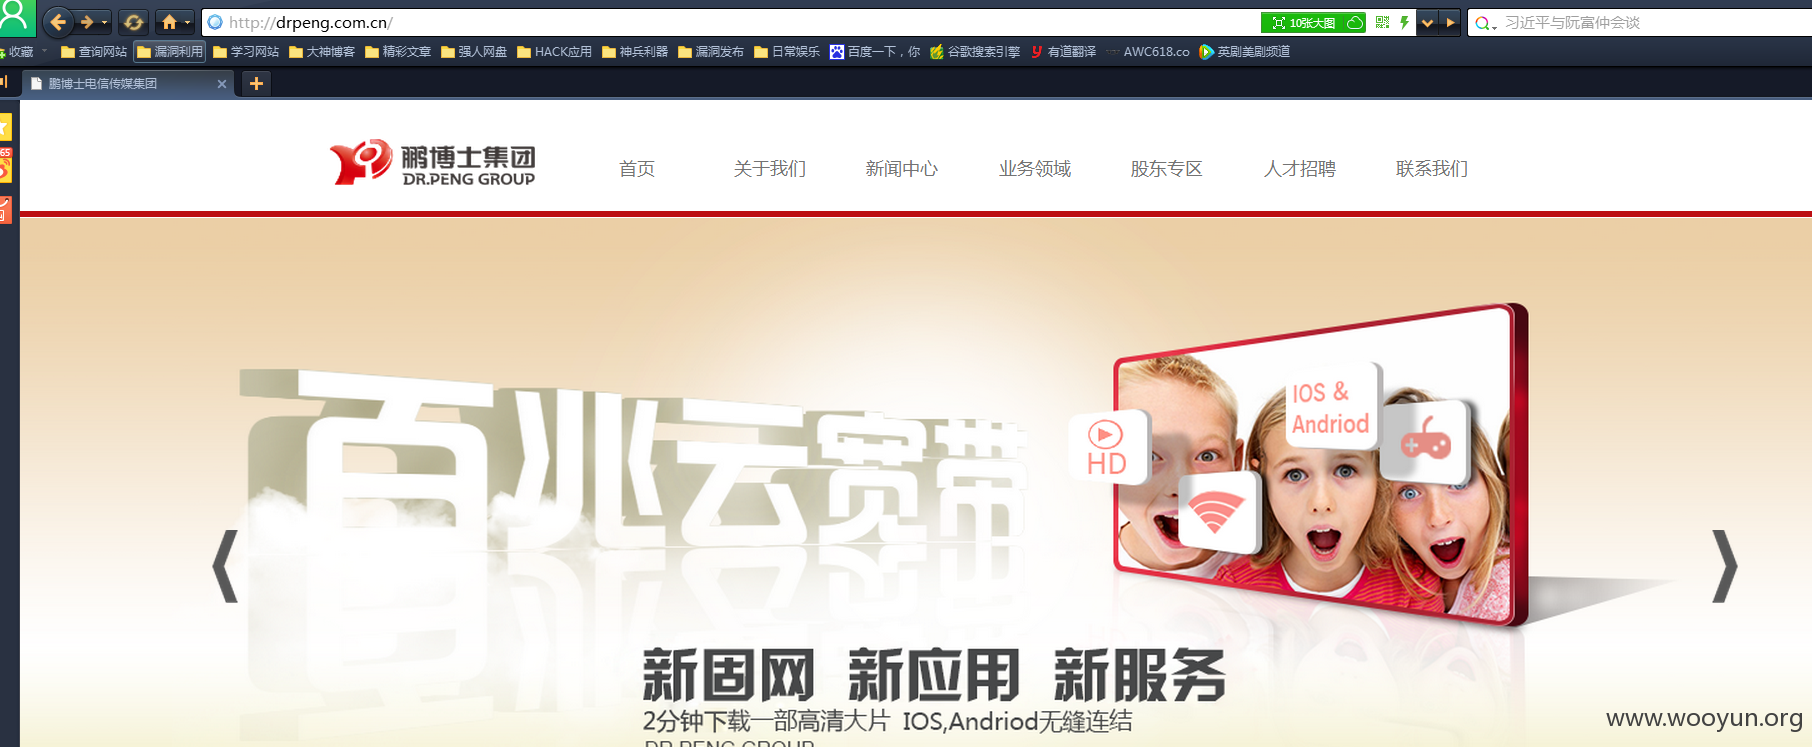 http://drpeng.com.cn/
10张大图
习近平与阮富仲会谈
收藏 查询网站 漏洞利用 学习网站 大神博客 精彩文章 强人网盘 HACK应用 神兵利器 漏洞发布 日常娱乐 百度一下，你 谷歌搜索引擎 有道翻译 AWC618.co 英剧美剧频道
鹏博士电信传媒集团
鹏博士集团
DR.PENG GROUP
首页 关于我们 新闻中心 业务领域 股东专区 人才招聘 联系我们
百兆云宽带
IOS &
Andriod
HD
新固网 新应用 新服务
2分钟下载一部高清大片 IOS,Andriod无缝连结
DR.PENG GROUP
www.wooyun.org